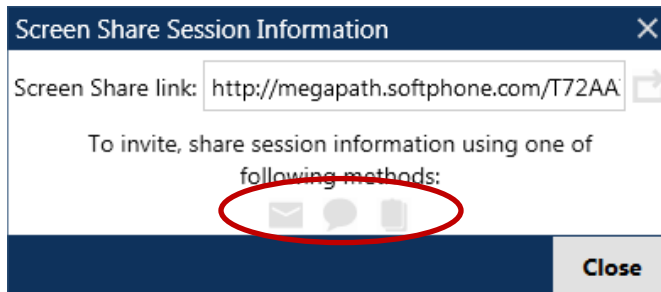 Screen Share Session Information
Screen Share link: http://megapath.softphone.com/T72AA
To invite, share session information using one of
following methods:
Close